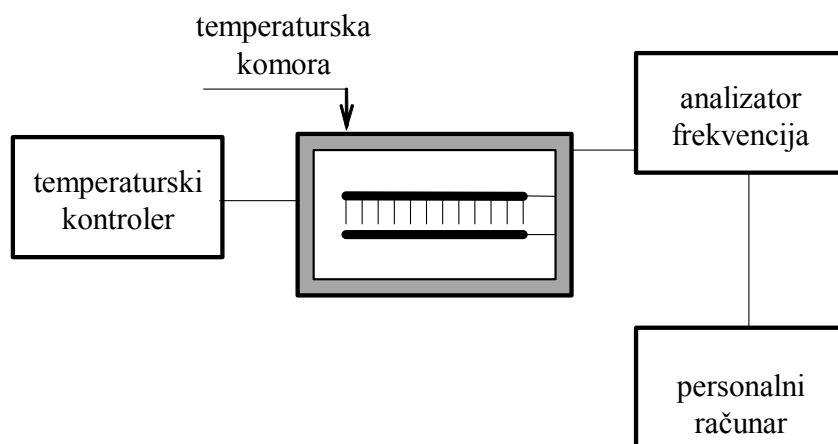 temperaturska
komora
analizator
frekvencija
temperaturski
kontroler
personalni
računar